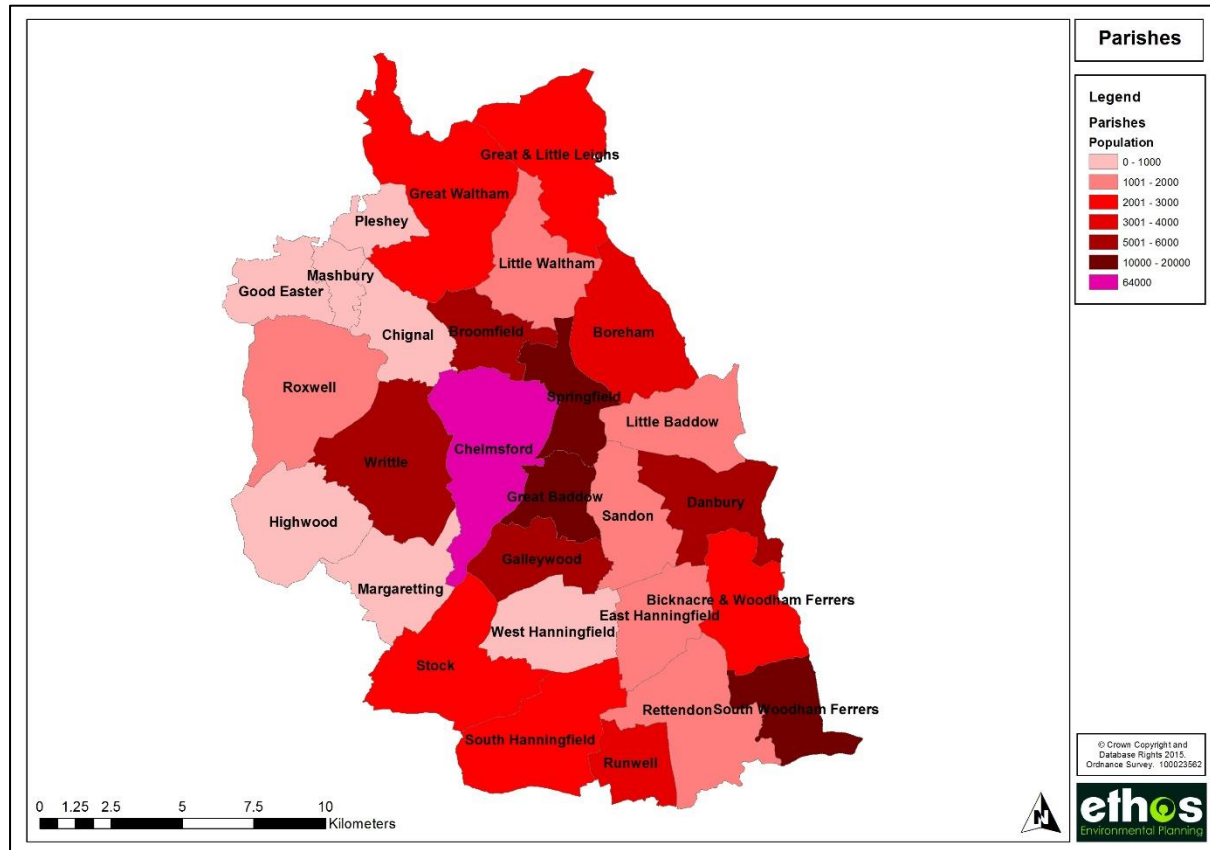 Parishes
Legend
Parishes
Population
0 - 1000
1001 - 2000
2001 - 3000
3001 - 4000
5001 - 6000
10000 - 20000
64000
Great & Little Leighs
Great Waltham
Pleshey
Little Waltham
Mashbury
Good Easter
Chignal
Broomfield
Boreham
Roxwell
Springfield
Little Baddow
Chelmsford
Writtle
Great Baddow
Danbury
Sandon
Highwood
Galleywood
Margaretting
Bicknacre & Woodham Ferrers
East Hanningfield
West Hanningfield
Stock
Rettendon
South Woodham Ferrers
South Hanningfield
Runwell
0 1.25 2.5 5 7.5 10
Kilometers
N
© Crown Copyright and
Database Rights 2015.
Ordnance Survey. 100023562
ethos
Environmental Planning